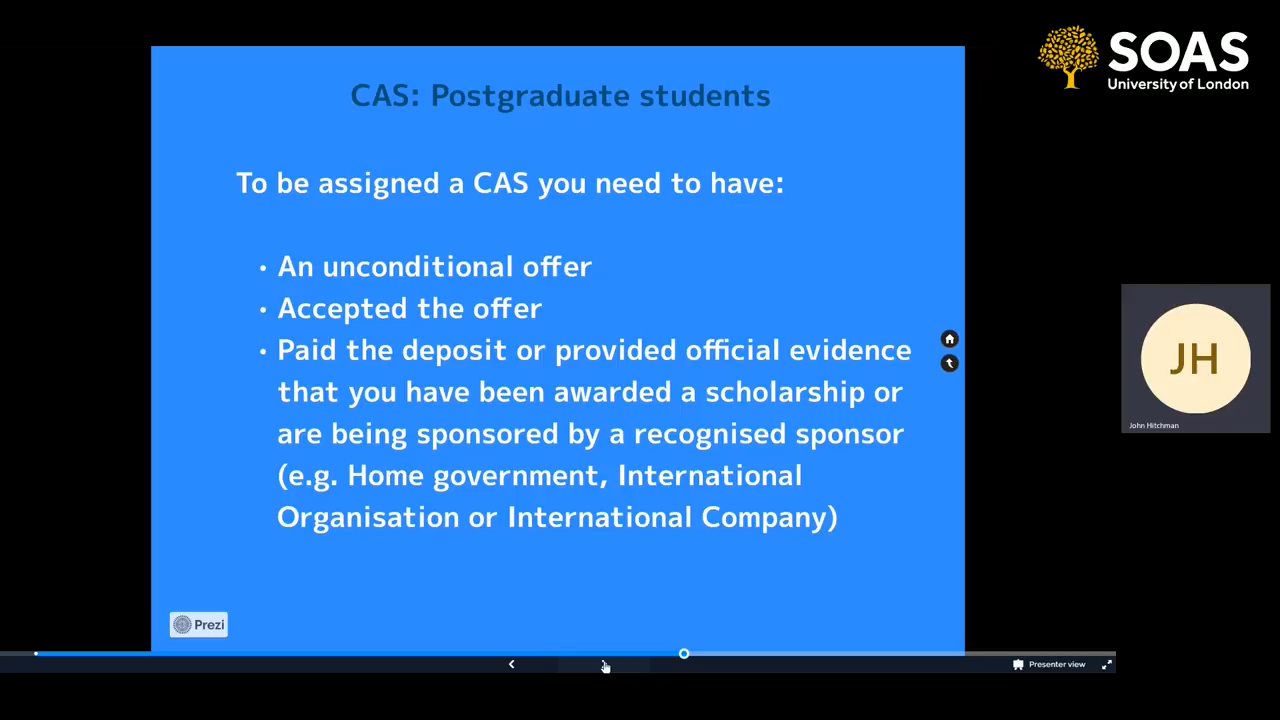 SOAS
University of London
CAS: Postgraduate students
To be assigned a CAS you need to have:
• An unconditional offer
• Accepted the offer
• Paid the deposit or provided official evidence
that you have been awarded a scholarship or
are being sponsored by a recognised sponsor
(e.g. Home government, International
Organisation or International Company)
JH
John Hitchman
Prezi
Presenter view